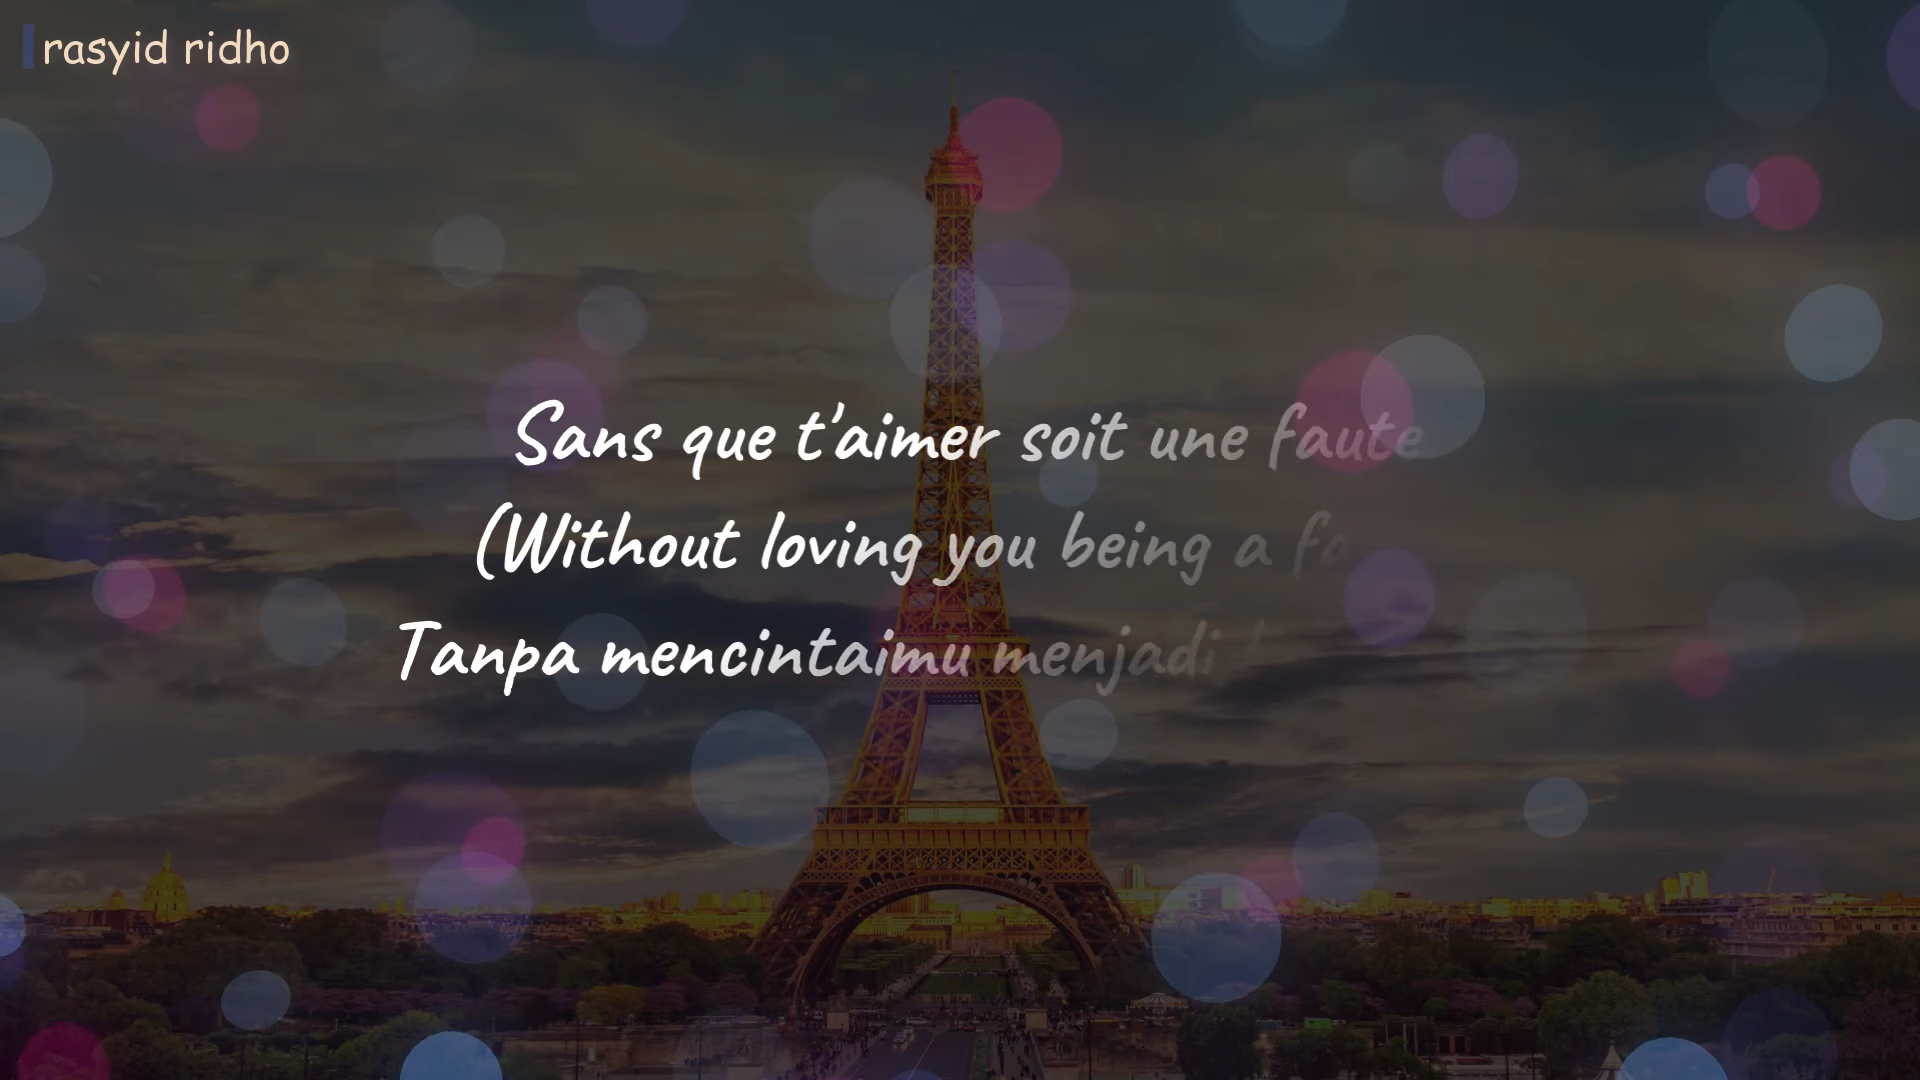 rasyid ridho
Sans que t'aimer soit une faute
(Without loving you being a
Tanpa mencintaimu menjadi